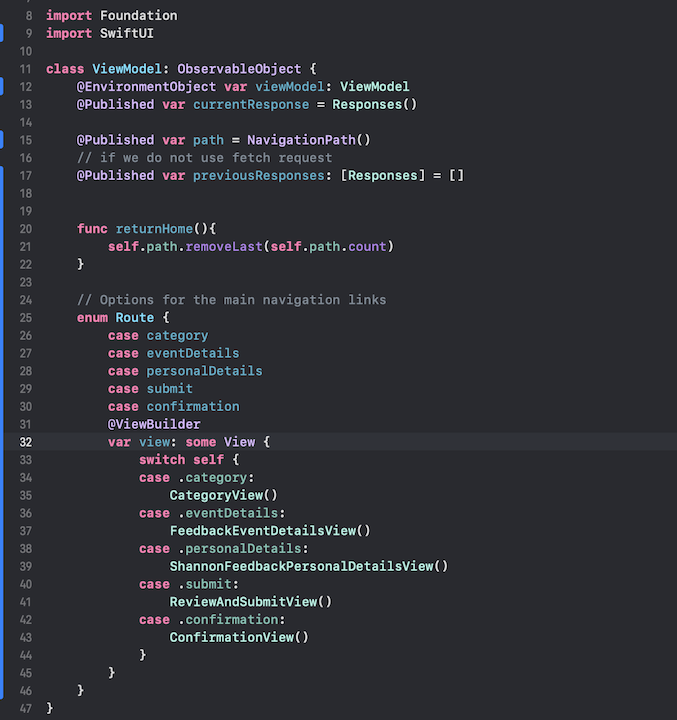 8 import Foundation
9 import SwiftUI
10
11 class ViewModel: ObservableObject {
12     @EnvironmentObject var viewModel: ViewModel
13     @Published var currentResponse = Responses()
14
15     @Published var path = NavigationPath()
16     // if we do not use fetch request
17     @Published var previousResponses: [Responses] = []
18
19
20     func returnHome(){
21         self.path.removeLast(self.path.count)
22     }
23
24     // Options for the main navigation links
25     enum Route {
26         case category
27         case eventDetails
28         case personalDetails
29         case submit
30         case confirmation
31         @ViewBuilder
32         var view: some View {
33             switch self {
34             case .category:
35                 CategoryView()
36             case .eventDetails:
37                 FeedbackEventDetailsView()
38             case .personalDetails:
39                 ShannonFeedbackPersonalDetailsView()
40             case .submit:
41                 ReviewAndSubmitView()
42             case .confirmation:
43                 ConfirmationView()
44             }
45         }
46     }
47 }